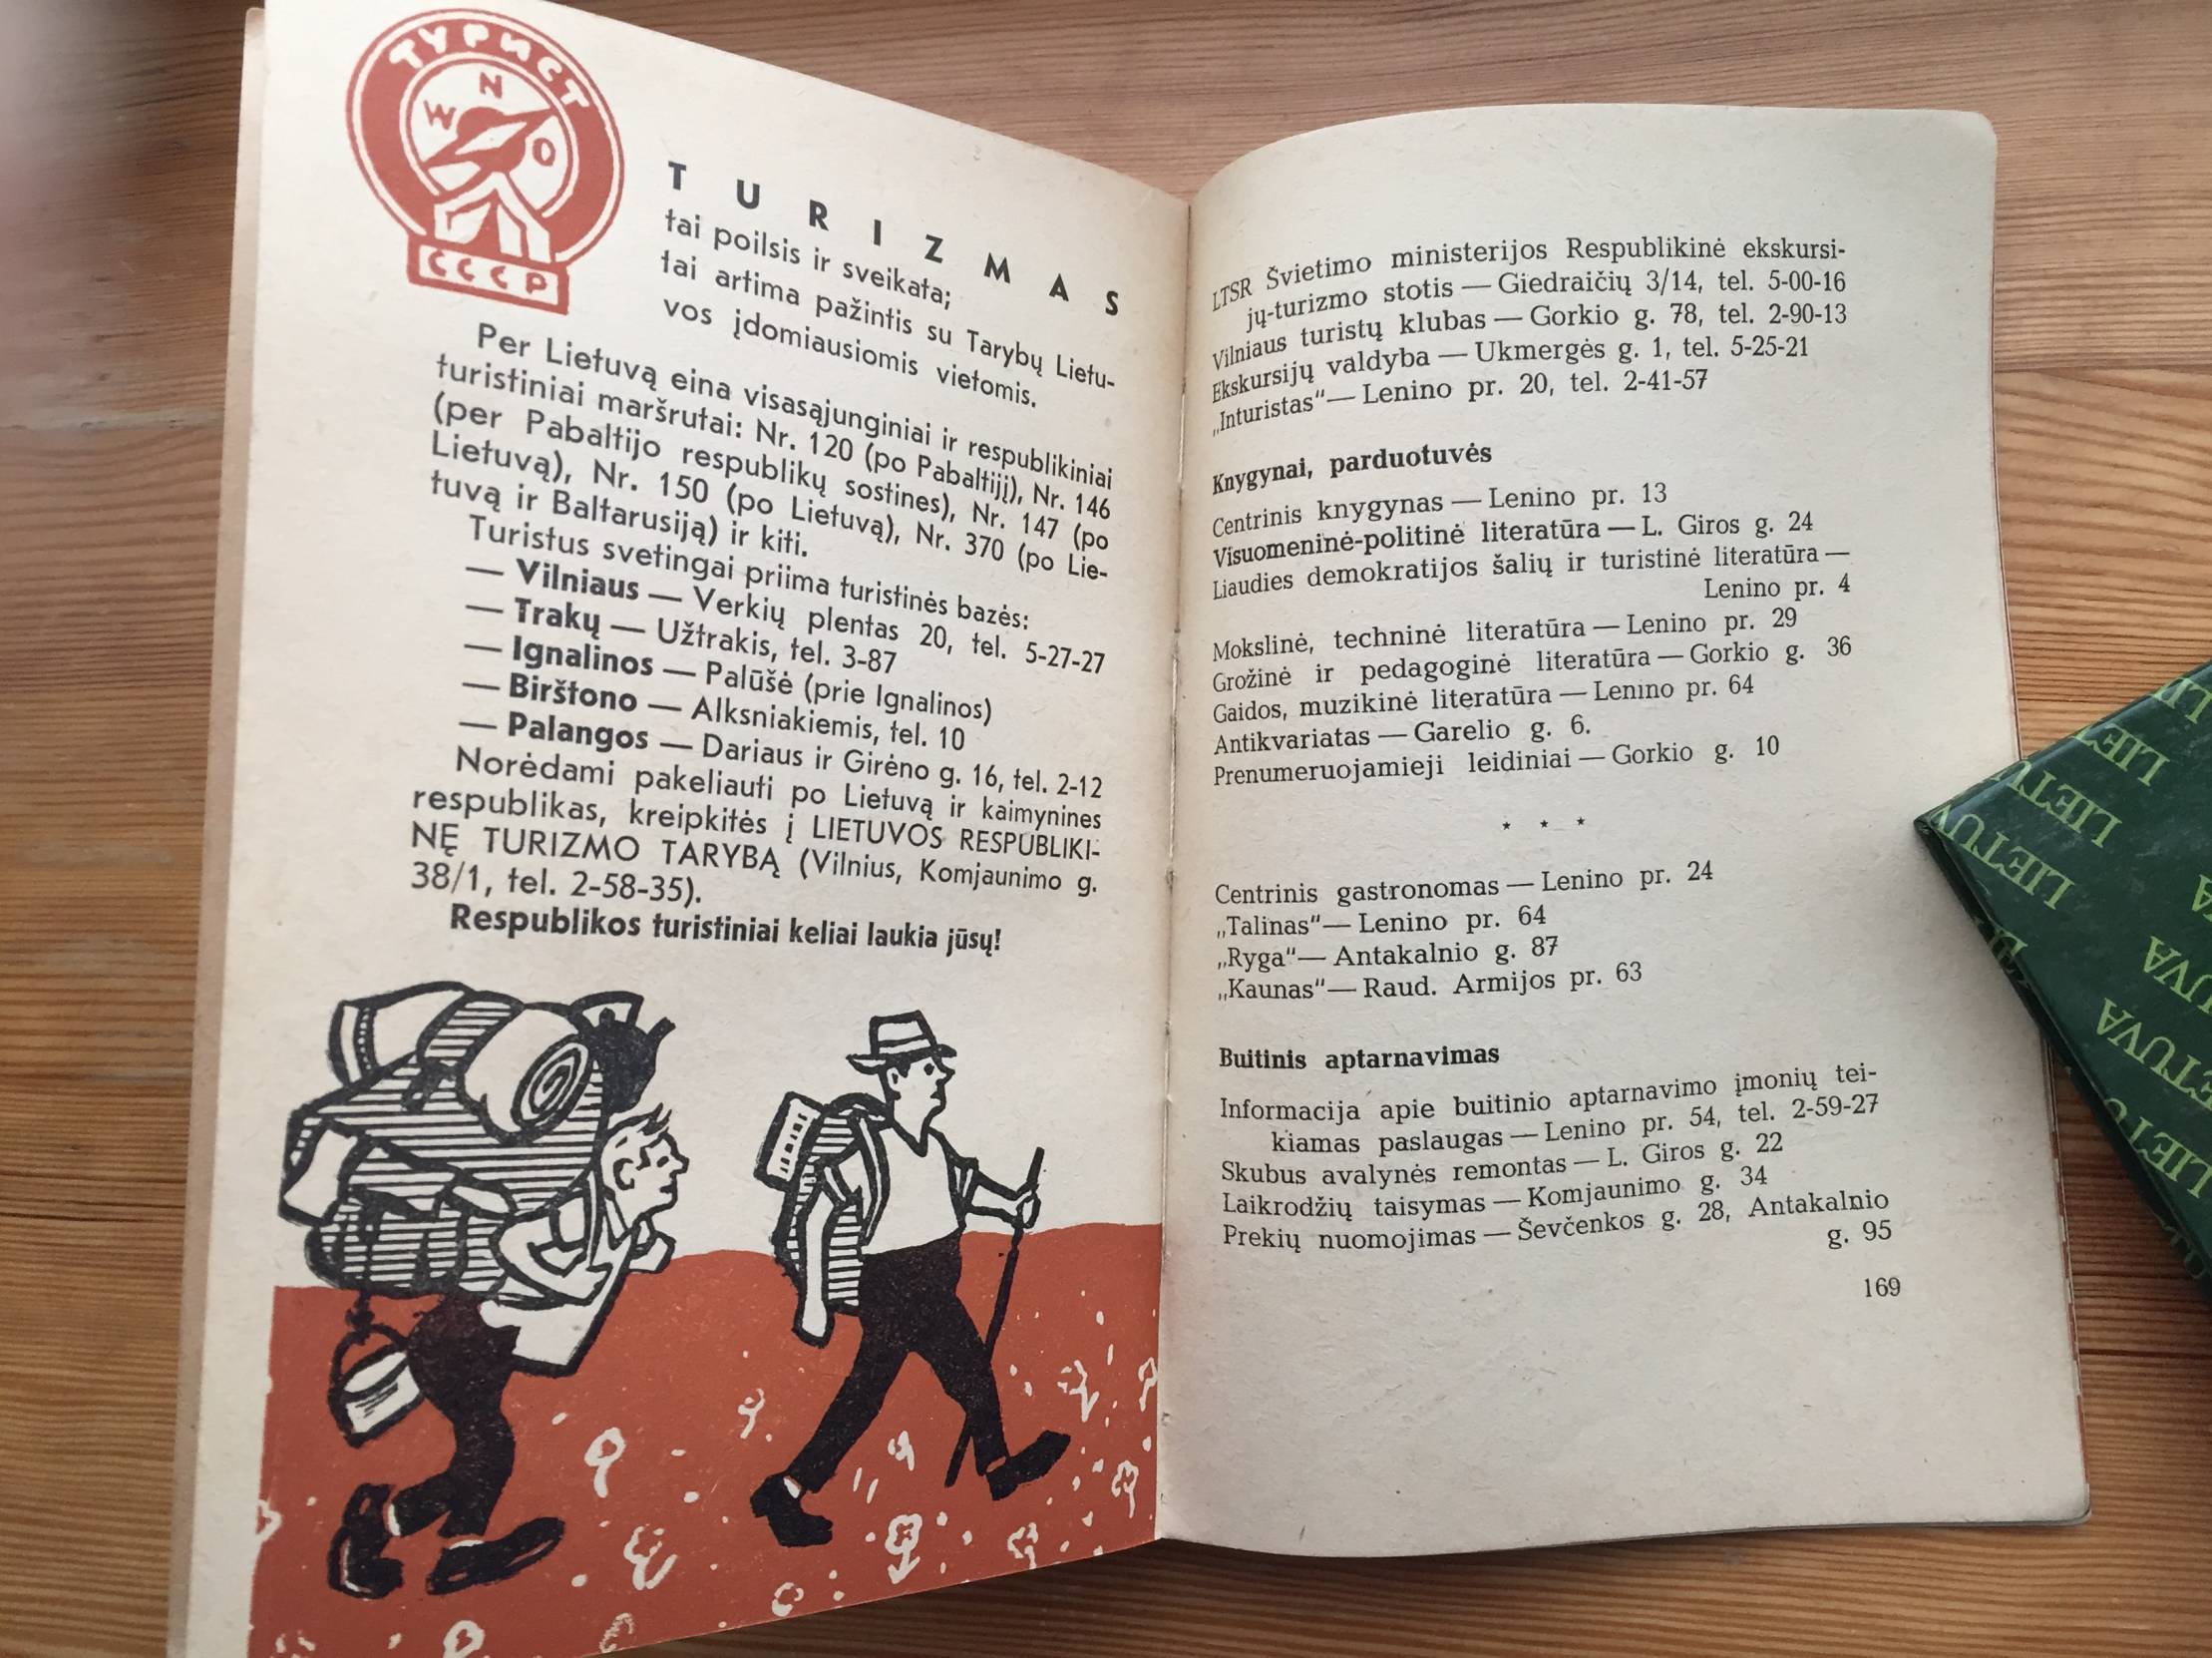 ТУРИСТ
N
W
O
СССР
TURIZMAS
tai poilsis ir sveikata;
tai artima pažintis su Tarybų Lietu-
vos įdomiausiomis vietomis.
Per Lietuvą eina visasąjunginiai ir respublikiniai
turistiniai maršrutai: Nr. 120 (po Pabaltijį), Nr. 146
(per Pabaltijo respublikų sostines), Nr. 147 (po
Lietuvą), Nr. 150 (po Lietuvą), Nr. 370 (po Lie-
tuvą ir Baltarusiją) ir kiti.
Turistus svetingai priima turistinės bazės:
— Vilniaus — Verkių plentas 20, tel. 5-27-27
— Trakų — Užtrakis, tel. 3-87
— Ignalinos — Palūšė (prie Ignalinos)
— Birštono — Alksniakiemis, tel. 10
— Palangos — Dariaus ir Girėno g. 16, tel. 2-12
Norėdami pakeliauti po Lietuvą ir kaimynines
respublikas, kreipkitės į LIETUVOS RESPUBLIKI-
NĘ TURIZMO TARYBĄ (Vilnius, Komjaunimo g.
38/1, tel. 2-58-35).
Respublikos turistiniai keliai laukia jūsų!
LTSR Švietimo ministerijos Respublikinė ekskursi-
jų-turizmo stotis — Giedraičių 3/14, tel. 5-00-16
Vilniaus turistų klubas — Gorkio g. 78, tel. 2-90-13
Ekskursijų valdyba — Ukmergės g. 1, tel. 5-25-21
„Inturistas“ — Lenino pr. 20, tel. 2-41-57
Knygynai, parduotuvės
Centrinis knygynas — Lenino pr. 13
Visuomeninė-politinė literatūra — L. Giros g. 24
Liaudies demokratijos šalių ir turistinė literatūra —
Lenino pr. 4
Mokslinė, techninė literatūra — Lenino pr. 29
Grožinė ir pedagoginė literatūra — Gorkio g. 36
Gaidos, muzikinė literatūra — Lenino pr. 64
Antikvariatas — Garelio g. 6.
Prenumeruojamieji leidiniai — Gorkio g. 10
* * *
Centrinis gastronomas — Lenino pr. 24
„Talinas“ — Lenino pr. 64
„Ryga“ — Antakalnio g. 87
„Kaunas“ — Raud. Armijos pr. 63
Buitinis aptarnavimas
Informacija apie buitinio aptarnavimo įmonių tei-
kiamas paslaugas — Lenino pr. 54, tel. 2-59-27
Skubus avalynės remontas — L. Giros g. 22
Laikrodžių taisymas — Komjaunimo g. 34
Prekių nuomojimas — Ševčenkos g. 28, Antakalnio
g. 95
169
LIETUVA